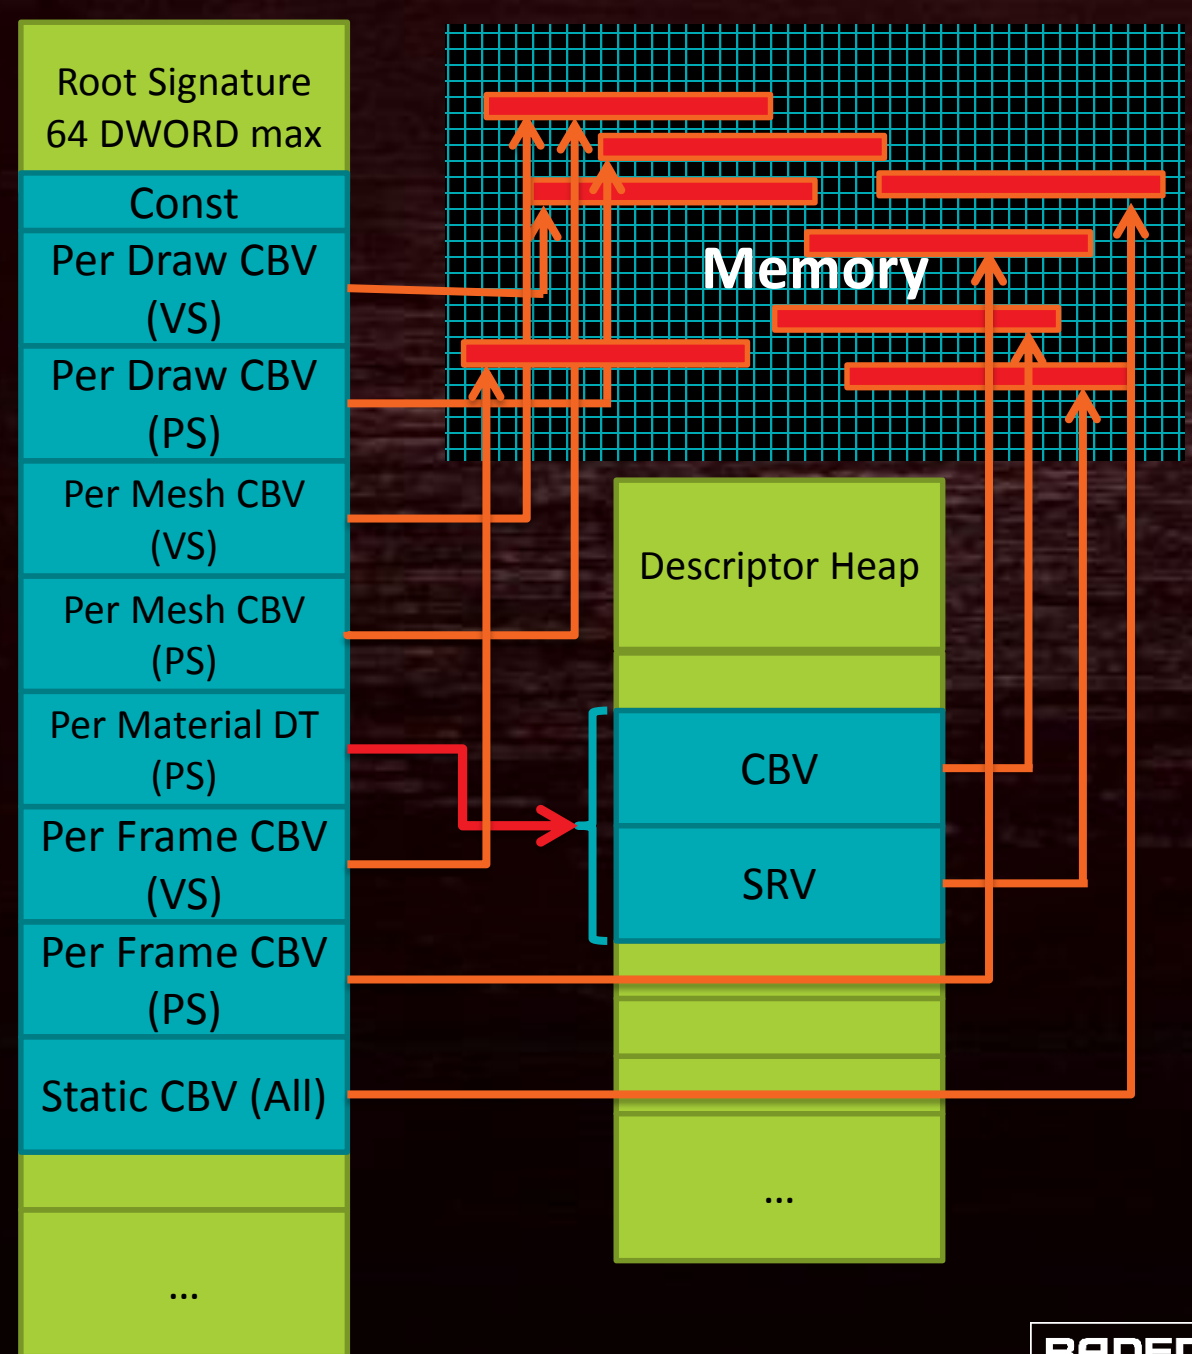 Root Signature
64 DWORD max
Const
Per Draw CBV
(VS)
Per Draw CBV
(PS)
Per Mesh CBV
(VS)
Per Mesh CBV
(PS)
Per Material DT
(PS)
Per Frame CBV
(VS)
Per Frame CBV
(PS)
Static CBV (All)
...
Memory
Descriptor Heap
CBV
SRV
...